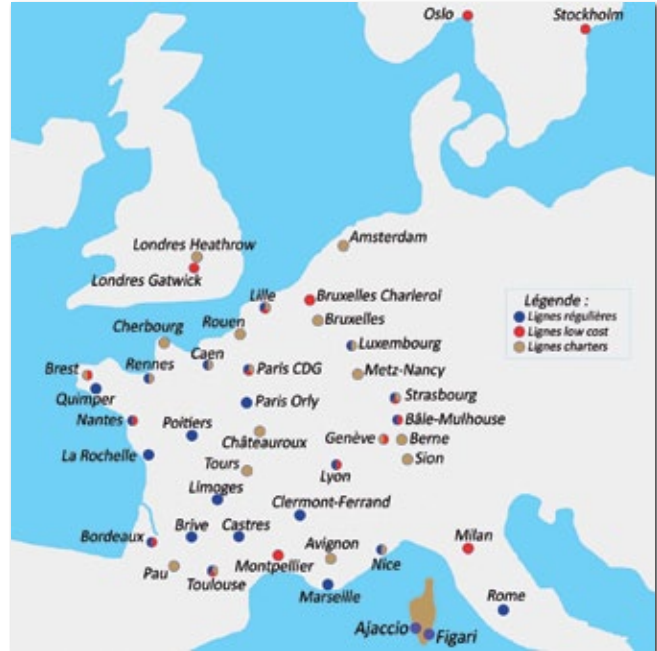 Oslo
Stockholm
Londres Heathrow
Londres Gatwick
Amsterdam
Lille
Bruxelles Charleroi
Bruxelles
Légende :
Lignes régulières
Lignes low cost
Lignes charters
Cherbourg
Rouen
Caen
Luxembourg
Brest
Rennes
Paris CDG
Metz-Nancy
Quimper
Paris Orly
Strasbourg
Nantes
Poitiers
Châteauroux
Bâle-Mulhouse
Genève
Berne
La Rochelle
Tours
Lyon
Sion
Limoges
Clermont-Ferrand
Bordeaux
Brive
Castres
Avignon
Milan
Pau
Toulouse
Montpellier
Nice
Marseille
Rome
Ajaccio
Figari